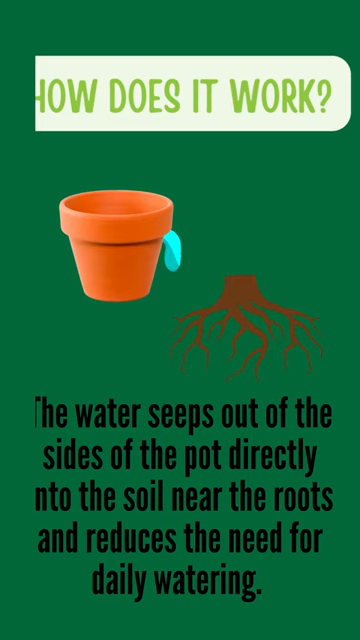 HOW DOES IT WORK?
The water seeps out of the
sides of the pot directly
nto the soil near the roots
and reduces the need for
daily watering.